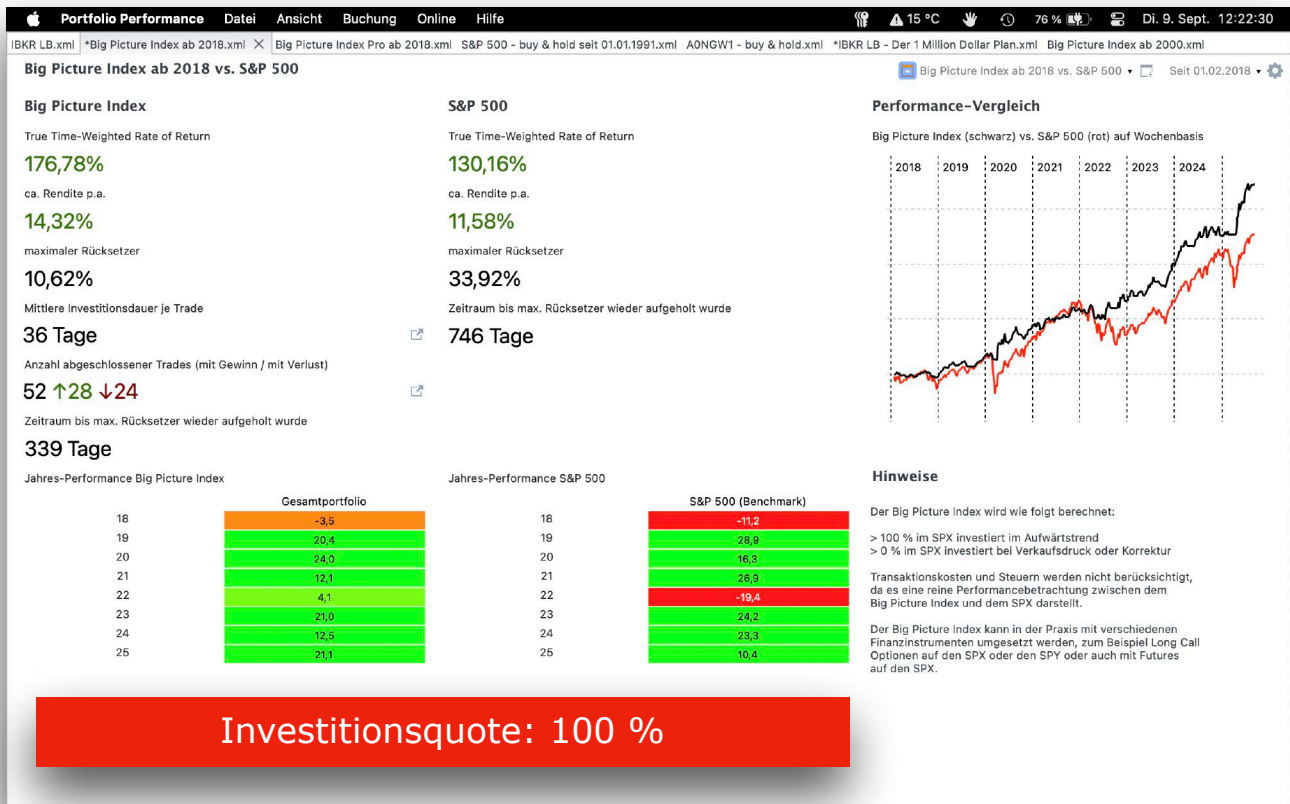 Portfolio Performance Datei Ansicht Buchung Online Hilfe 15 °C 76 % Di. 9. Sept. 12:22:30
IBKR LB.xml *Big Picture Index ab 2018.xml Big Picture Index Pro ab 2018.xml S&P 500 - buy & hold seit 01.01.1991.xml A0NGW1 - buy & hold.xml *IBKR LB - Der 1 Million Dollar Plan.xml Big Picture Index ab 2000.xml
Big Picture Index ab 2018 vs. S&P 500
Big Picture Index ab 2018 vs. S&P 500 Seit 01.02.2018
Big Picture Index
True Time-Weighted Rate of Return
176,78%
ca. Rendite p.a.
14,32%
maximaler Rücksetzer
10,62%
Mittlere Investitionsdauer je Trade
36 Tage
Anzahl abgeschlossener Trades (mit Gewinn / mit Verlust)
52 ↑28 ↓24
Zeitraum bis max. Rücksetzer wieder aufgeholt wurde
339 Tage
S&P 500
True Time-Weighted Rate of Return
130,16%
ca. Rendite p.a.
11,58%
maximaler Rücksetzer
33,92%
Zeitraum bis max. Rücksetzer wieder aufgeholt wurde
746 Tage
Performance-Vergleich
Big Picture Index (schwarz) vs. S&P 500 (rot) auf Wochenbasis
2018 2019 2020 2021 2022 2023 2024
Jahres-Performance Big Picture Index
Gesamtportfolio
18 -3,5
19 20,4
20 24,0
21 12,1
22 4,1
23 21,0
24 12,5
25 21,1
Jahres-Performance S&P 500
S&P 500 (Benchmark)
18 -11,2
19 28,9
20 16,3
21 26,9
22 -19,4
23 24,2
24 23,3
25 10,4
Hinweise
Der Big Picture Index wird wie folgt berechnet:
> 100 % im SPX investiert im Aufwärtstrend
> 0 % im SPX investiert bei Verkaufsdruck oder Korrektur
Transaktionskosten und Steuern werden nicht berücksichtigt,
da es eine reine Performancebetrachtung zwischen dem
Big Picture Index und dem SPX darstellt.
Der Big Picture Index kann in der Praxis mit verschiedenen
Finanzinstrumenten umgesetzt werden, zum Beispiel Long Call
Optionen auf den SPX oder den SPY oder auch mit Futures
auf den SPX.
Investitionsquote: 100 %